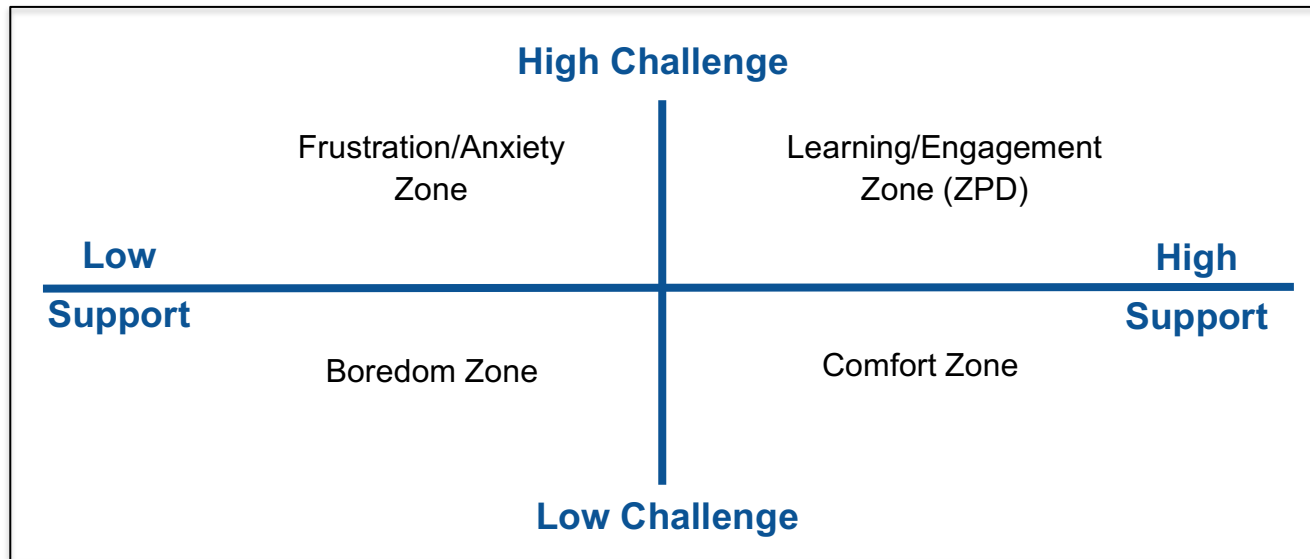 High Challenge
Frustration/Anxiety
Zone
Learning/Engagement
Zone (ZPD)
Low
Support
High
Support
Boredom Zone
Comfort Zone
Low Challenge